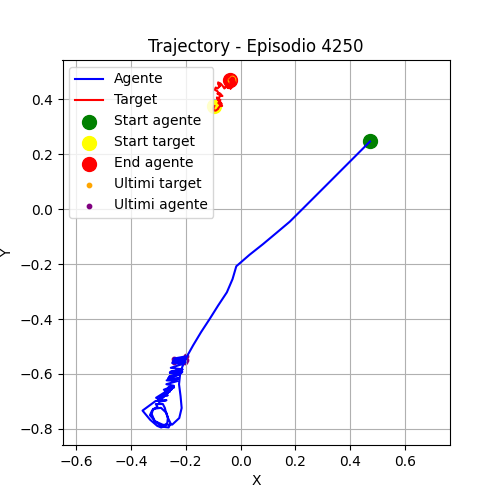 Trajectory - Episodio 4250
Agente
Target
Start agente
Start target
End agente
Ultimi target
Ultimi agente
0.4
0.2
0.0
−0.2
−0.4
−0.6
−0.8
Y
−0.6
−0.4
−0.2
0.0
0.2
0.4
0.6
X